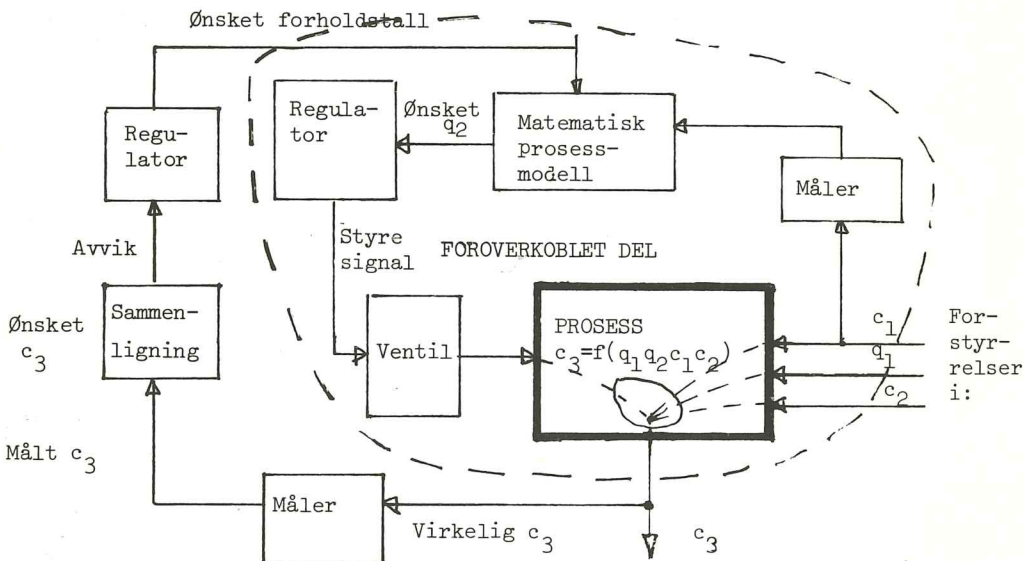 Ønsket forholdstall
Regu-
lator
Regula-
tor
Ønsket
q2
Matematisk
prosess-
modell
Måler
Avvik
Styre
signal
FOROVERKOBLET DEL
Ønsket
c3
Sammen-
ligning
Ventil
PROSESS
c3=f(q1q2c1c2)
c1
q1
c2
For-
styr-
relser
i:
Målt c3
Måler
Virkelig c3
c3